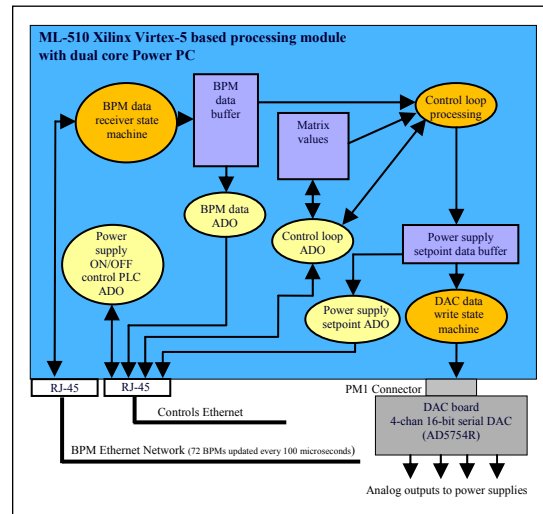 ML-510 Xilinx Virtex-5 based processing module
with dual core Power PC
BPM data
receiver state
machine
BPM
data
buffer
Matrix
values
Control loop
processing
BPM data
ADO
Control loop
ADO
Power
supply
ON/OFF
control PLC
ADO
Power supply
setpoint data buffer
Power supply
setpoint ADO
DAC data
write state
machine
RJ-45
RJ-45
PM1 Connector
Controls Ethernet
DAC board
4-chan 16-bit serial DAC
(AD5754R)
BPM Ethernet Network (72 BPMs updated every 100 microseconds)
Analog outputs to power supplies